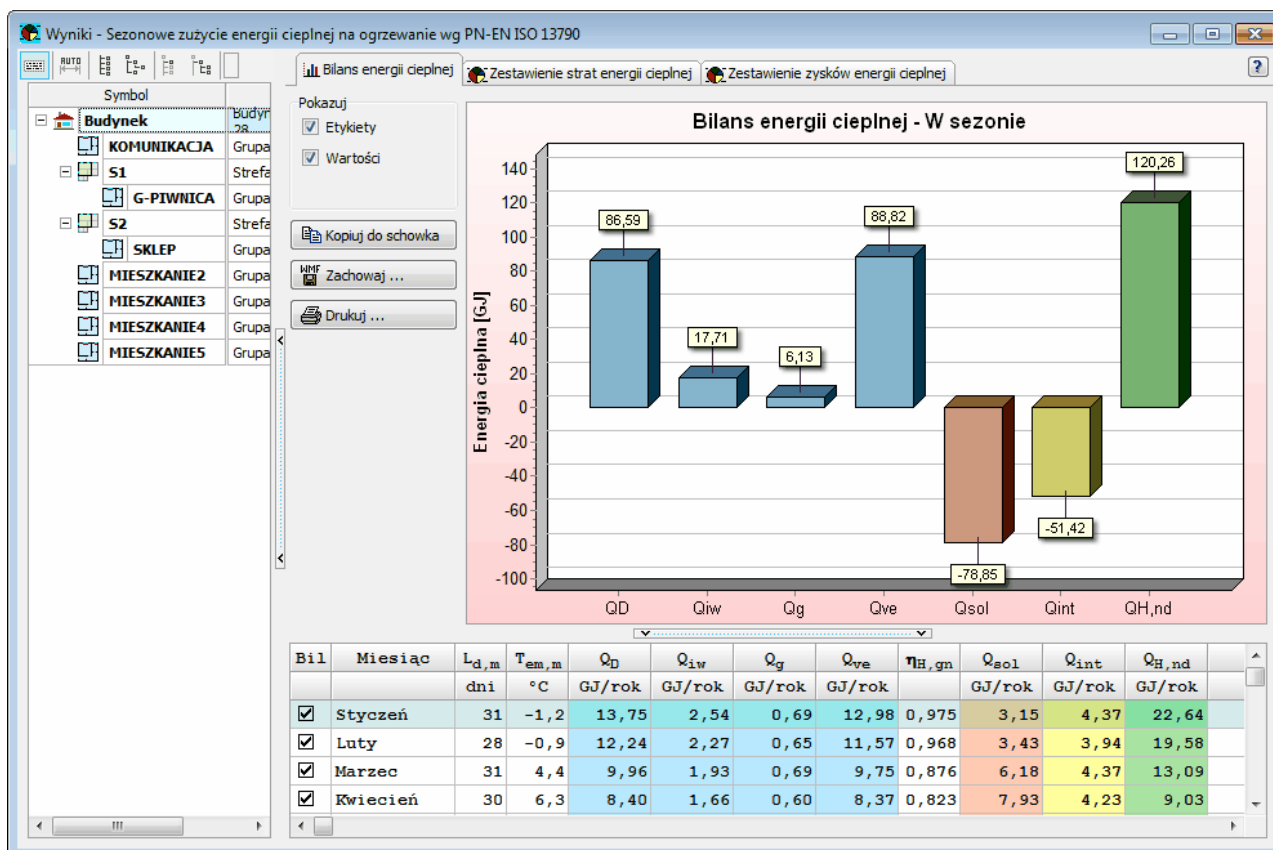 Wyniki - Sezonowe zużycie energii cieplnej na ogrzewanie wg PN-EN ISO 13790
AUTO
Symbol
Budynek Budyn 28
KOMUNIKACJA Grupa
S1 Strefa
G-PIWNICA Grupa
S2 Strefa
SKLEP Grupa
MIESZKANIE2 Grupa
MIESZKANIE3 Grupa
MIESZKANIE4 Grupa
MIESZKANIE5 Grupa
Bilans energii cieplnej Zestawienie strat energii cieplnej Zestawienie zysków energii cieplnej ?
Pokazuj
Etykiety
Wartości
Kopiuj do schowka
WMF Zachowaj ...
Drukuj ...
Bilans energii cieplnej - W sezonie
Energia cieplna [GJ]
140
120
100
80
60
40
20
0
-20
-40
-60
-80
-100
86,59
17,71
6,13
88,82
-78,85
-51,42
120,26
QD Qiw Qg Qve Qsol Qint QH,nd
Bil Miesiąc Ld,m Tem,m QD Qiw Qg Qve ηH,gn Qsol Qint QH,nd
dni °C GJ/rok GJ/rok GJ/rok GJ/rok GJ/rok GJ/rok GJ/rok
Styczeń 31 -1,2 13,75 2,54 0,69 12,98 0,975 3,15 4,37 22,64
Luty 28 -0,9 12,24 2,27 0,65 11,57 0,968 3,43 3,94 19,58
Marzec 31 4,4 9,96 1,93 0,69 9,75 0,876 6,18 4,37 13,09
Kwiecień 30 6,3 8,40 1,66 0,60 8,37 0,823 7,93 4,23 9,03